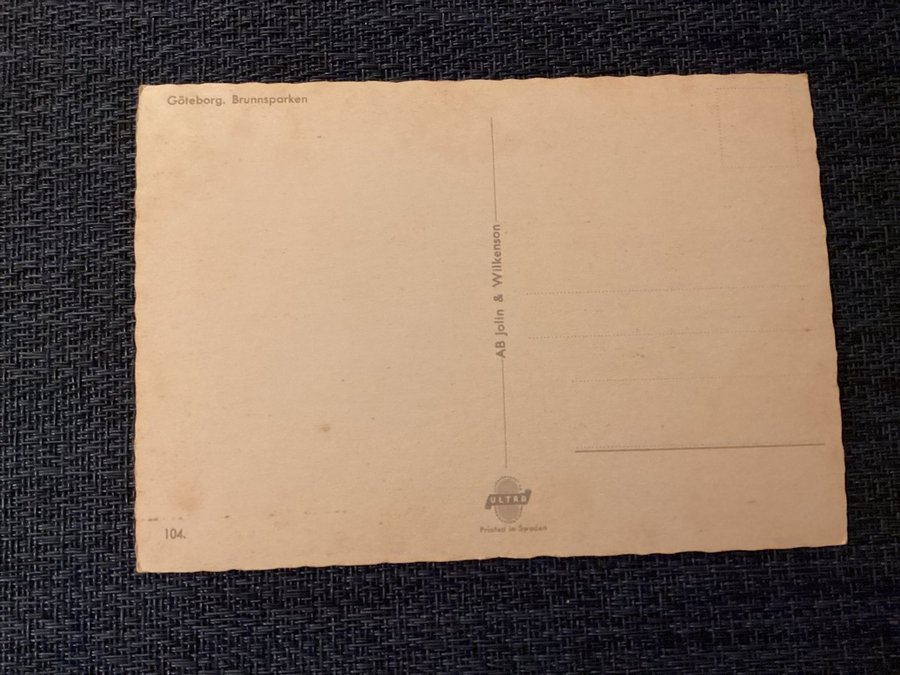 Göteborg. Brunnsparken
AB Jolin & Wilkenson
ULTRA
Printed in Sweden
104.